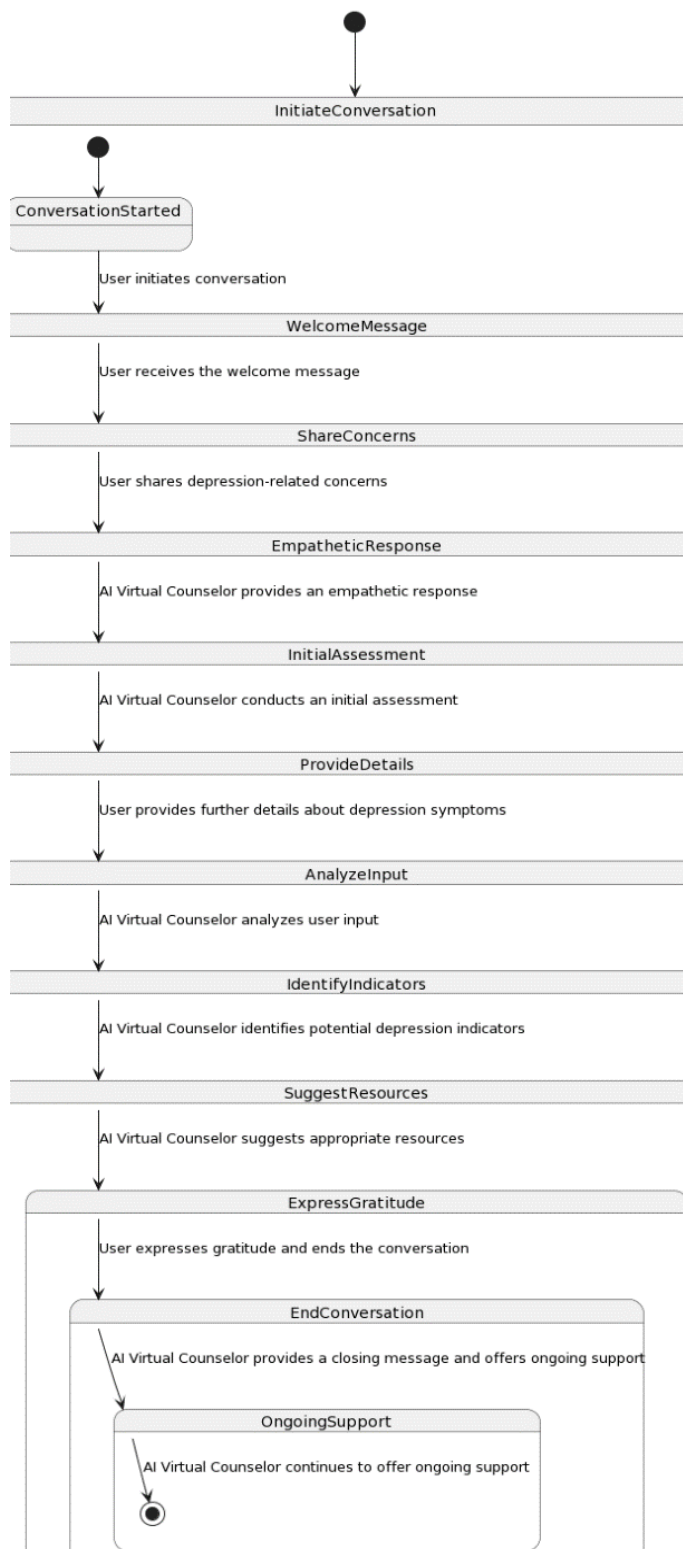 InitiateConversation
ConversationStarted
User initiates conversation
WelcomeMessage
User receives the welcome message
ShareConcerns
User shares depression-related concerns
EmpatheticResponse
AI Virtual Counselor provides an empathetic response
InitialAssessment
AI Virtual Counselor conducts an initial assessment
ProvideDetails
User provides further details about depression symptoms
AnalyzeInput
AI Virtual Counselor analyzes user input
IdentifyIndicators
AI Virtual Counselor identifies potential depression indicators
SuggestResources
AI Virtual Counselor suggests appropriate resources
ExpressGratitude
User expresses gratitude and ends the conversation
EndConversation
AI Virtual Counselor provides a closing message and offers ongoing support
OngoingSupport
AI Virtual Counselor continues to offer ongoing support